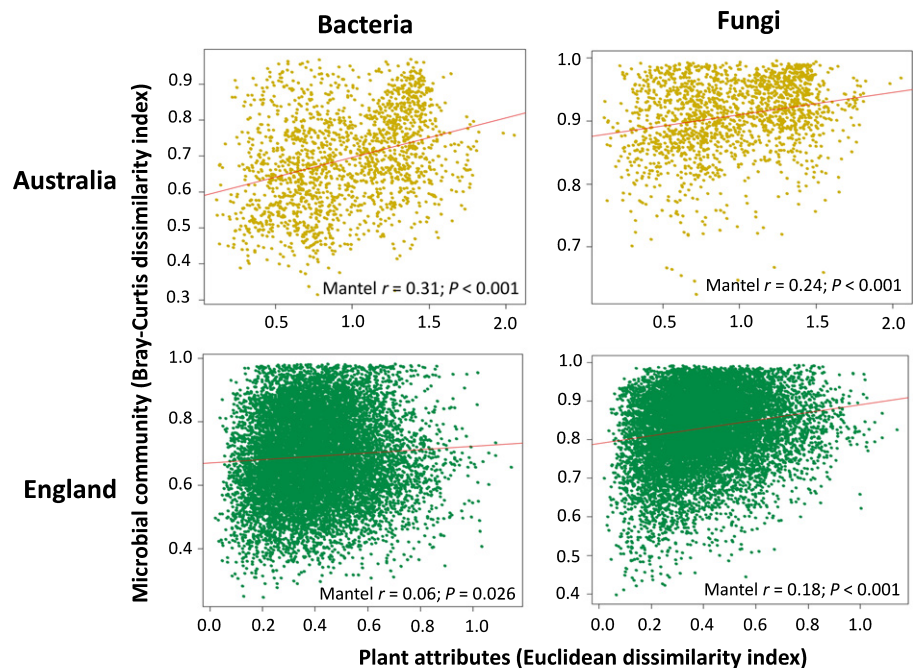 Bacteria
Fungi
Australia
England
Microbial community (Bray-Curtis dissimilarity index)
0.9
0.8
0.7
0.6
0.5
0.4
0.3
Mantel r = 0.31; P < 0.001
0.5 1.0 1.5 2.0
1.0
0.9
0.8
0.7
Mantel r = 0.24; P < 0.001
0.5 1.0 1.5 2.0
1.0
0.8
0.6
0.4
Mantel r = 0.06; P = 0.026
0.0 0.2 0.4 0.6 0.8 1.0
1.0
0.9
0.8
0.7
0.6
0.5
0.4
Mantel r = 0.18; P < 0.001
0.0 0.2 0.4 0.6 0.8 1.0
Plant attributes (Euclidean dissimilarity index)